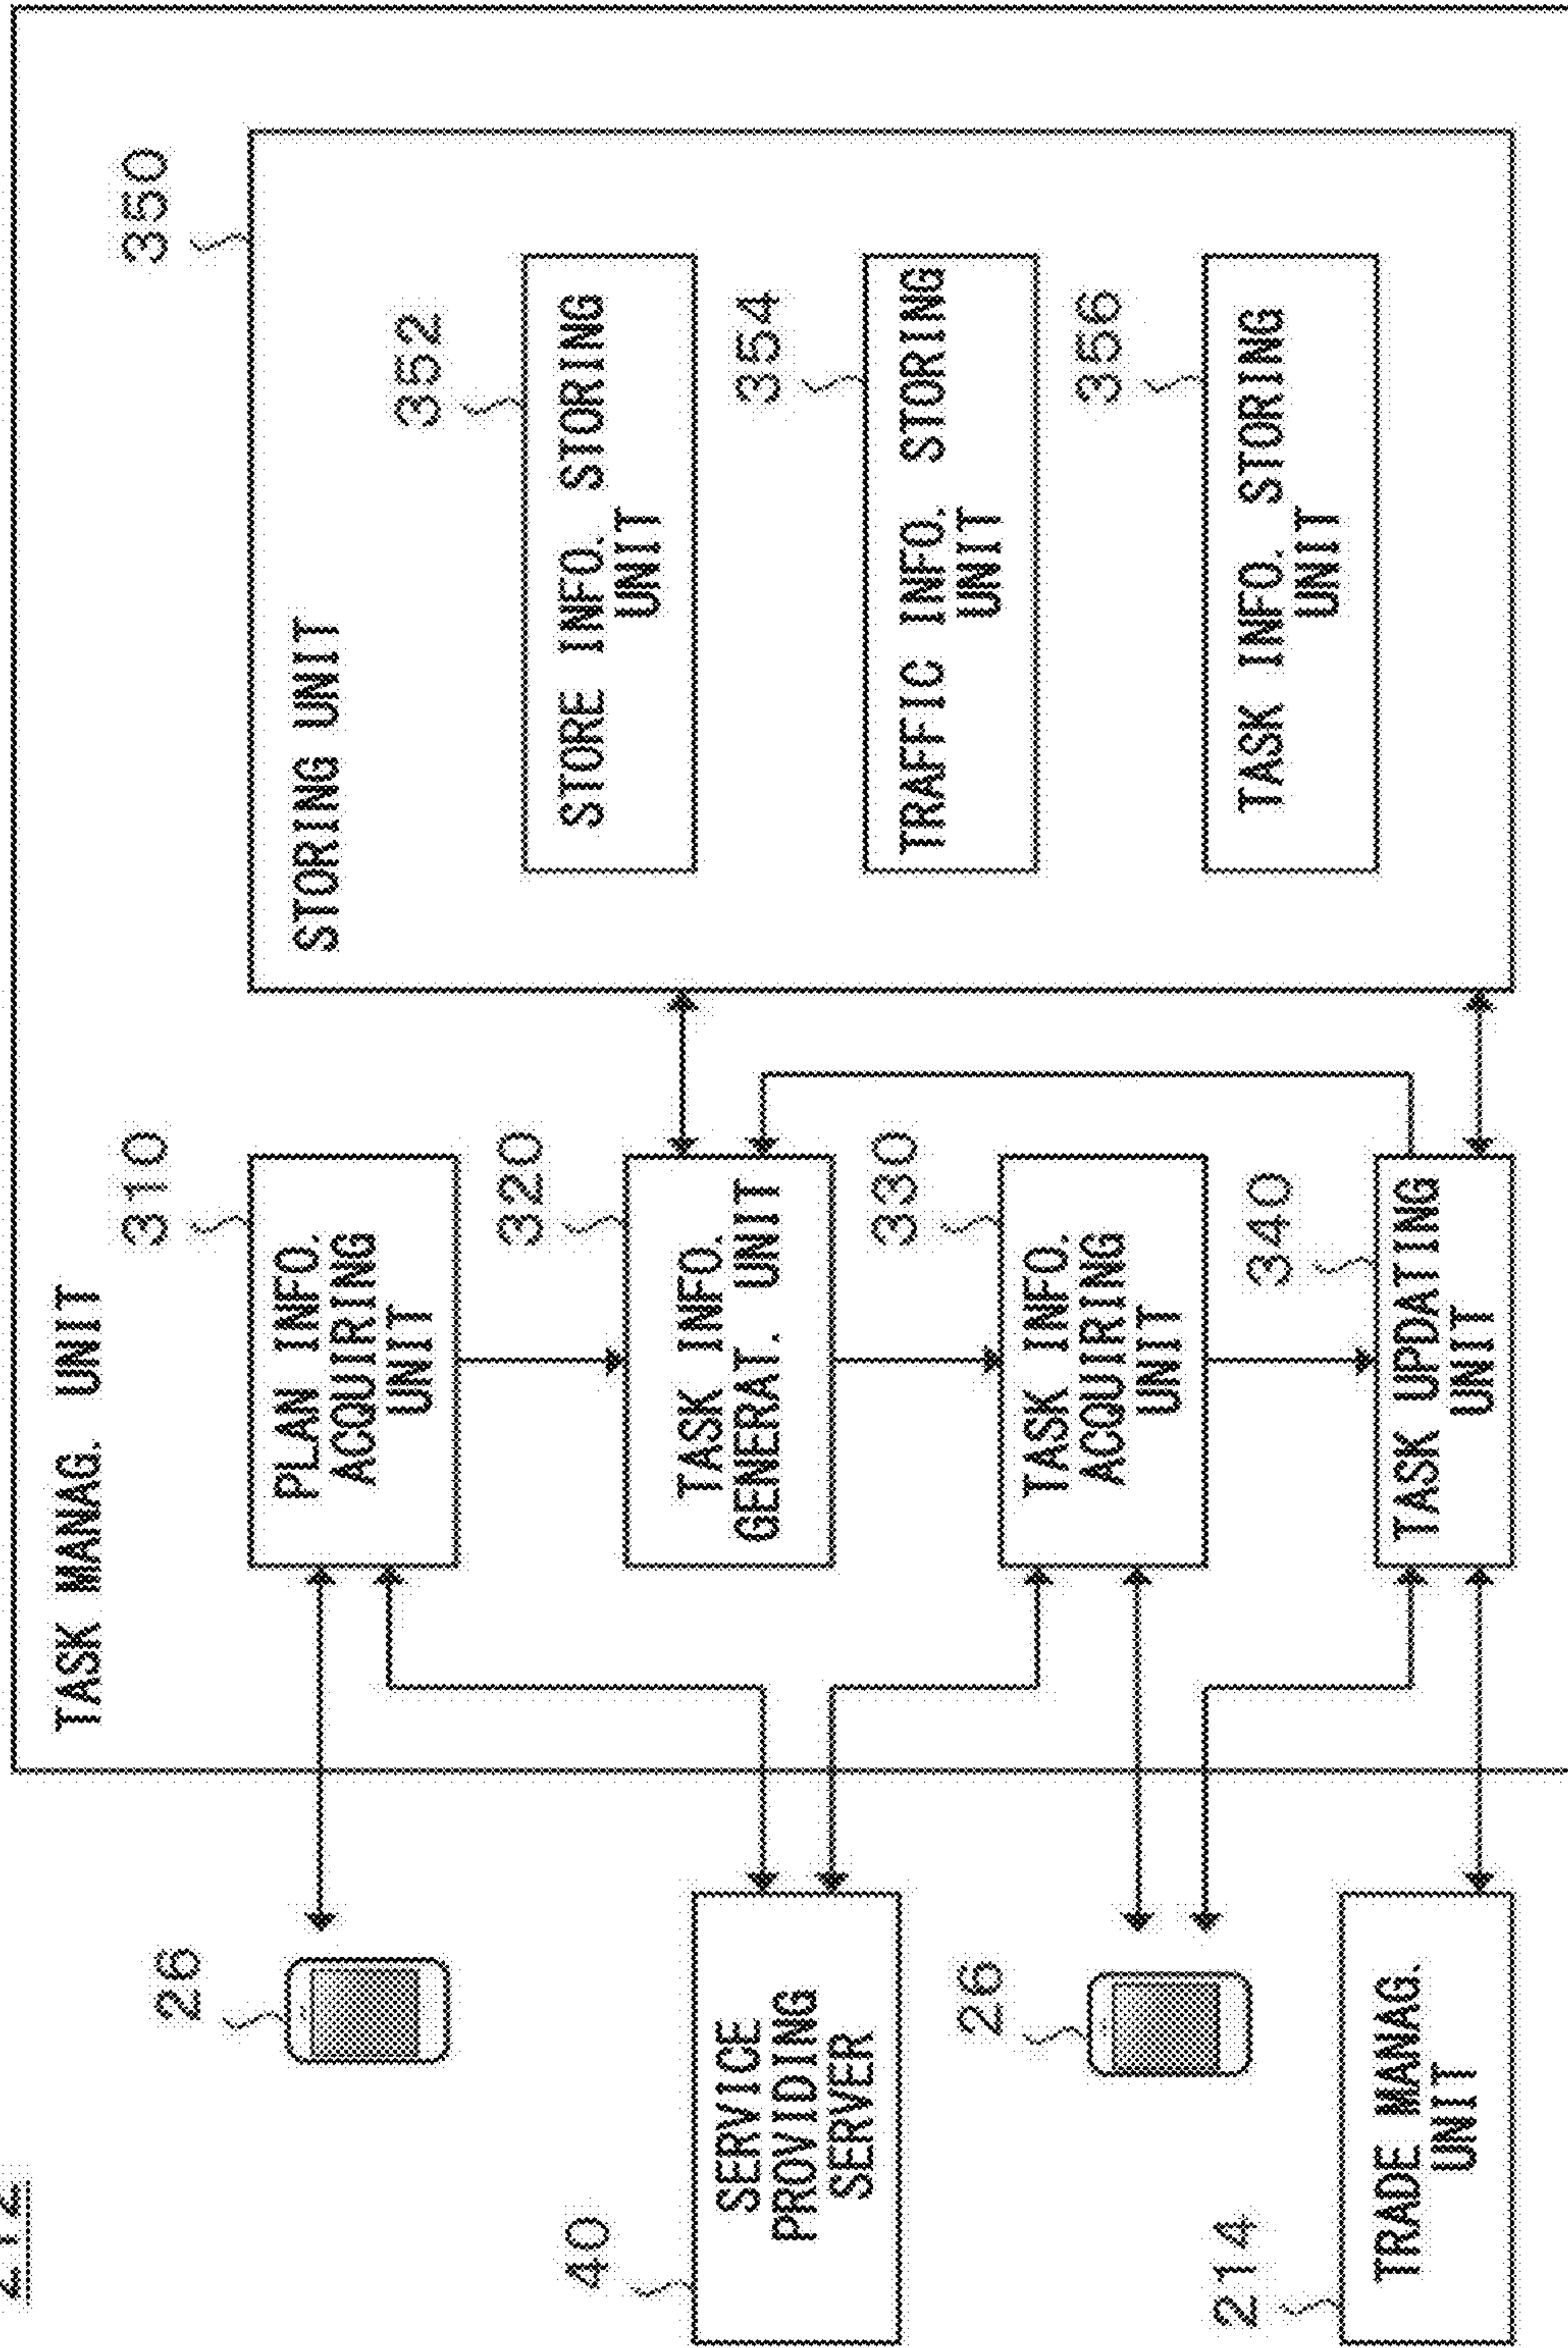 212
TASK MANAG. UNIT
26
310
PLAN INFO.
ACQUIRING
UNIT
350
STORING UNIT
40
SERVICE
PROVIDING
SERVER
320
TASK INFO.
GENERAT. UNIT
352
STORE INFO. STORING
UNIT
26
330
TASK INFO.
ACQUIRING
UNIT
354
TRAFFIC INFO. STORING
UNIT
214
TRADE MANAG.
UNIT
340
TASK UPDATING
UNIT
356
TASK INFO. STORING
UNIT